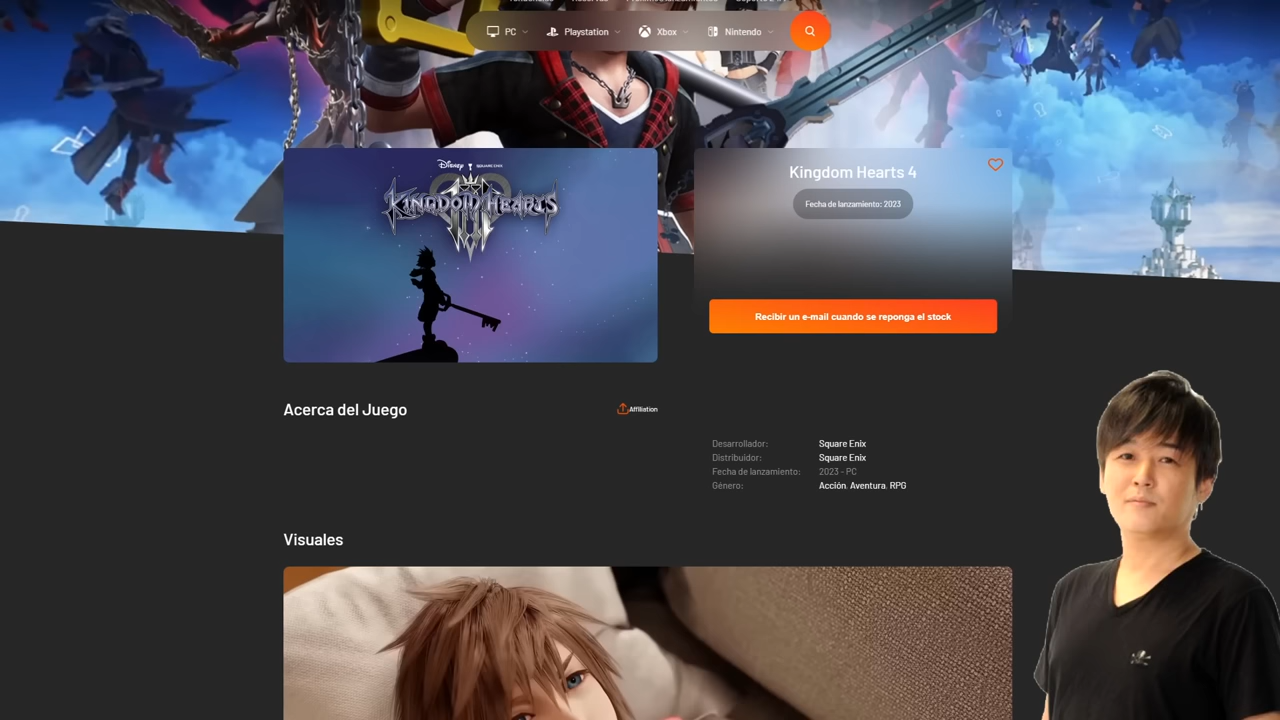 PC
Playstation
Xbox
Nintendo
Disney
SQUARE ENIX
KINGDOM HEARTS
III
Kingdom Hearts 4
Fecha de lanzamiento: 2023
Recibir un e-mail cuando se reponga el stock
Acerca del Juego
Affiliation
Desarrollador: Square Enix
Distribuidor: Square Enix
Fecha de lanzamiento: 2023 - PC
Género: Acción, Aventura, RPG
Visuales